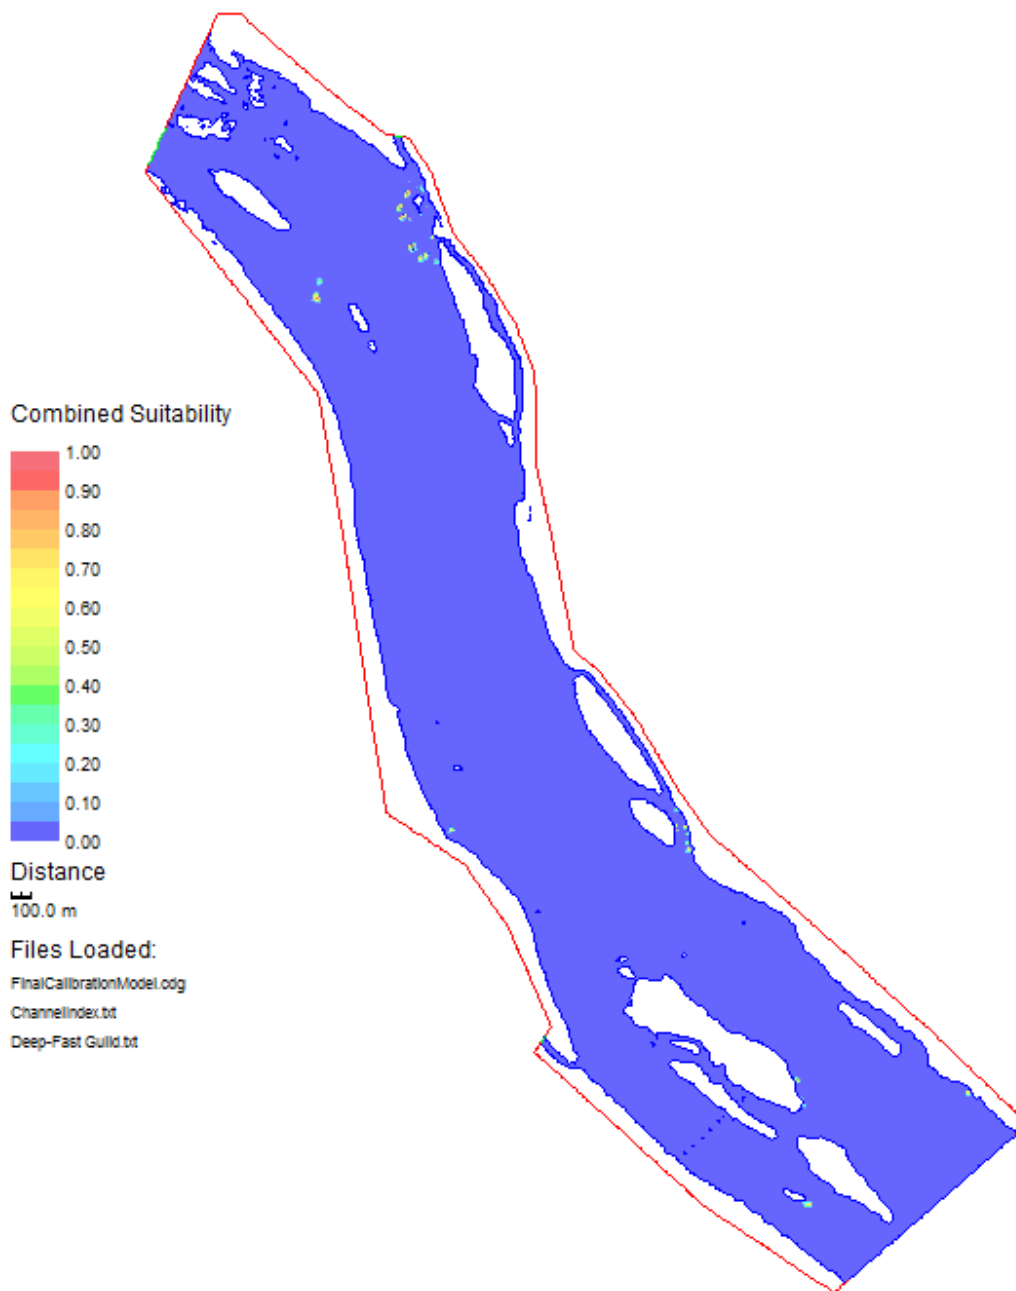 Combined Suitability
1.00
0.90
0.80
0.70
0.60
0.50
0.40
0.30
0.20
0.10
0.00
Distance
100.0 m
Files Loaded:
FinalCalibrationModel.cdg
ChannelIndex.txt
Deep-Fast Guild.txt